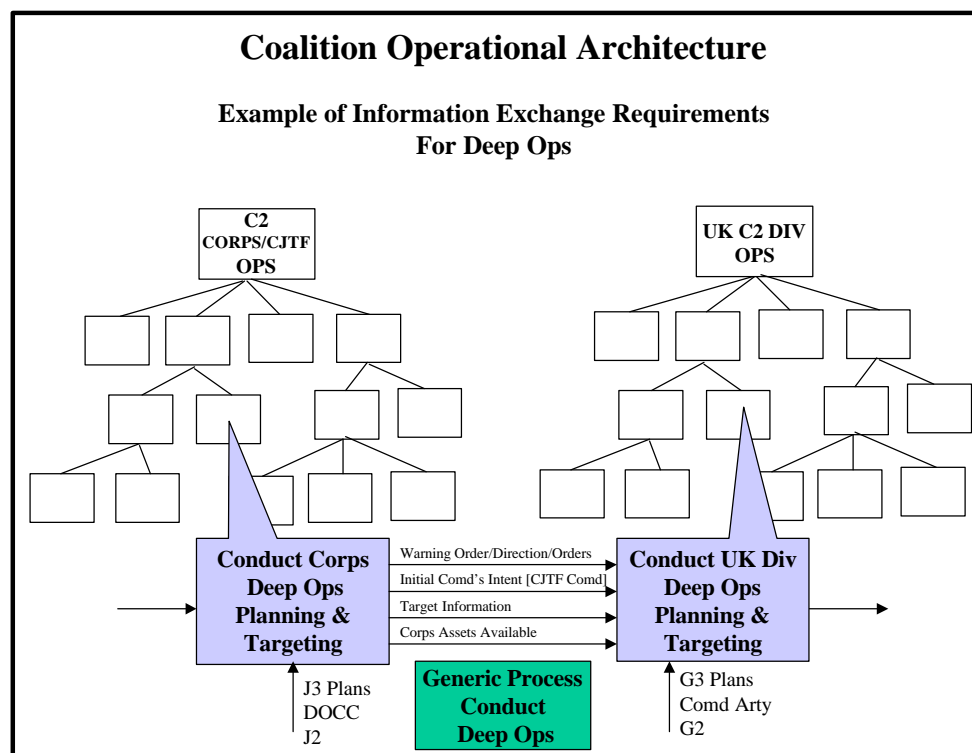 Coalition Operational Architecture
Example of Information Exchange Requirements
For Deep Ops
C2
CORPS/CJTF
OPS
UK C2 DIV
OPS
Conduct Corps
Deep Ops
Planning &
Targeting
Warning Order/Direction/Orders
Initial Comd's Intent [CJTF Comd]
Target Information
Corps Assets Available
Conduct UK Div
Deep Ops
Planning &
Targeting
J3 Plans
DOCC
J2
Generic Process
Conduct
Deep Ops
G3 Plans
Comd Arty
G2